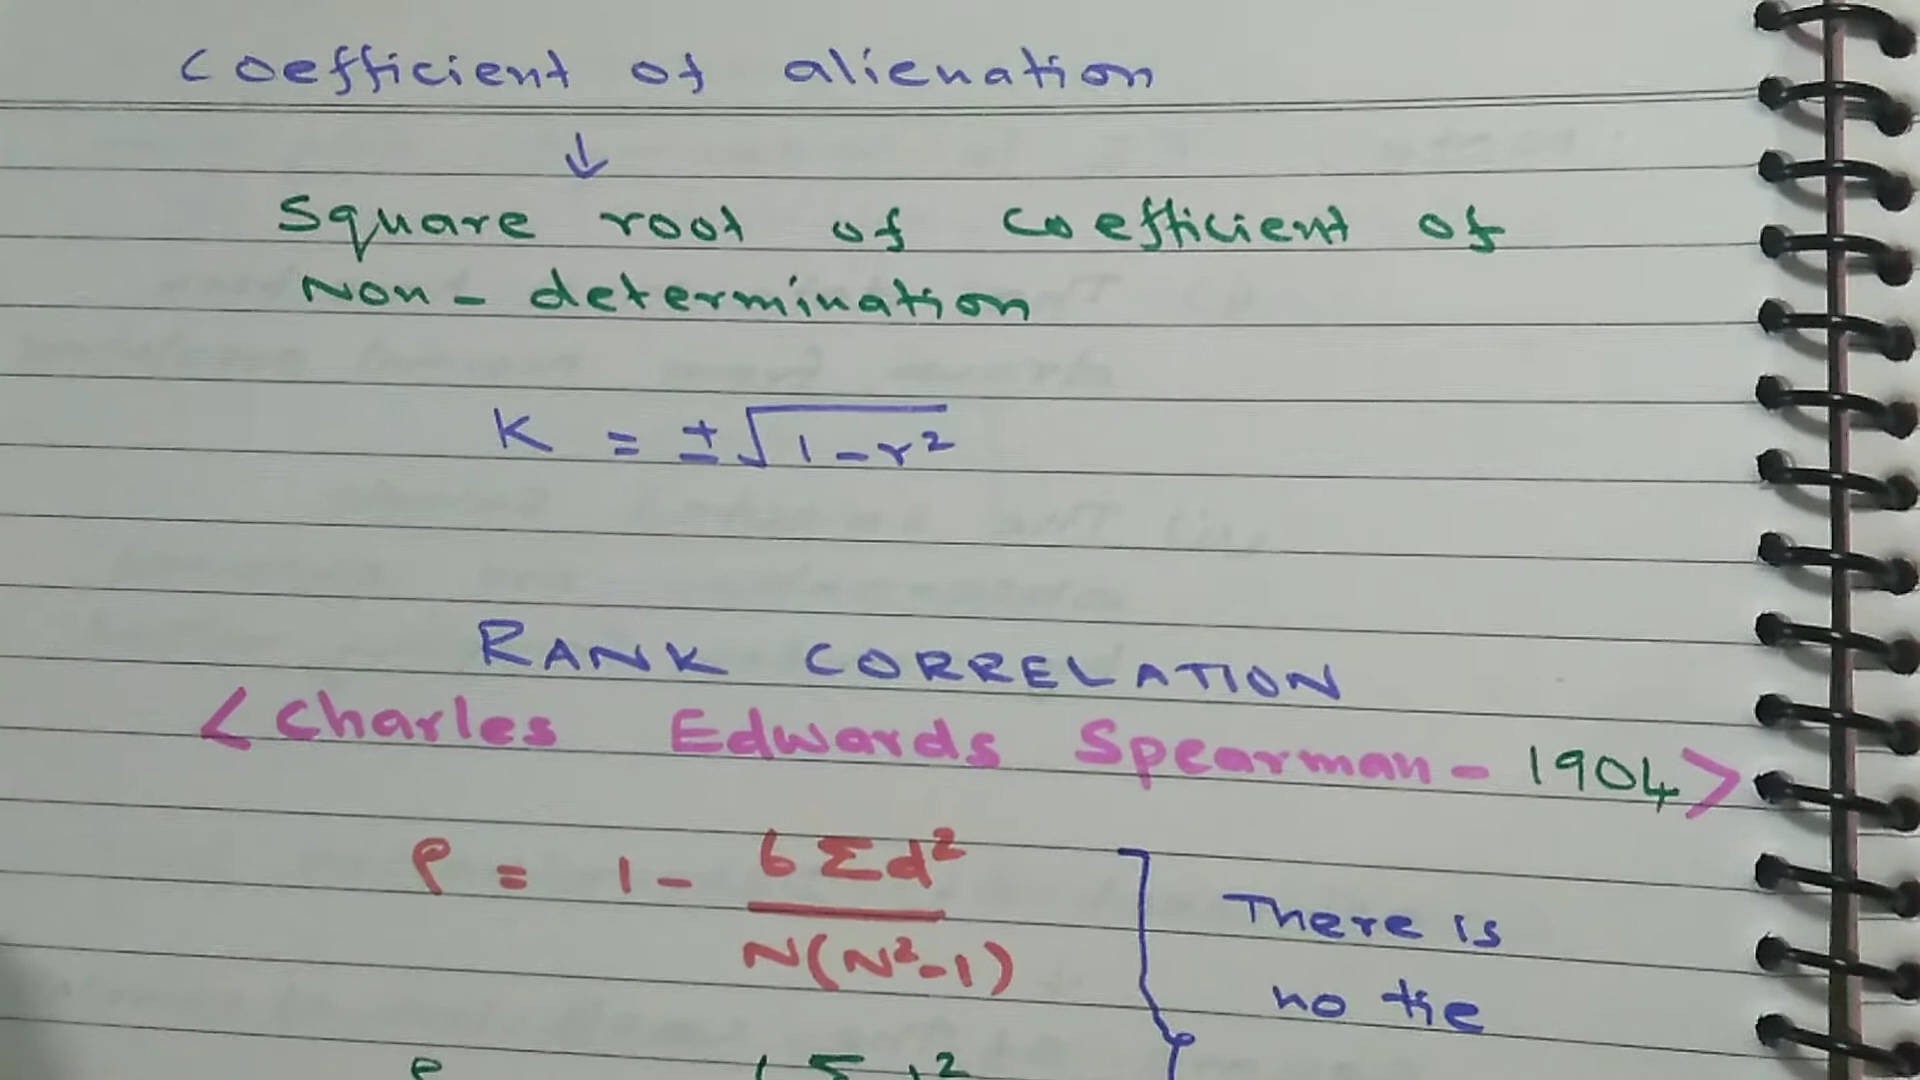 Coefficient of alienation
↓
Square root of coefficient of
Non-determination
K = ±√1-r²
RANK CORRELATION
<Charles Edwards Spearman - 1904>
ρ = 1 - 6Σd² / N(N²-1)
There is
no tie